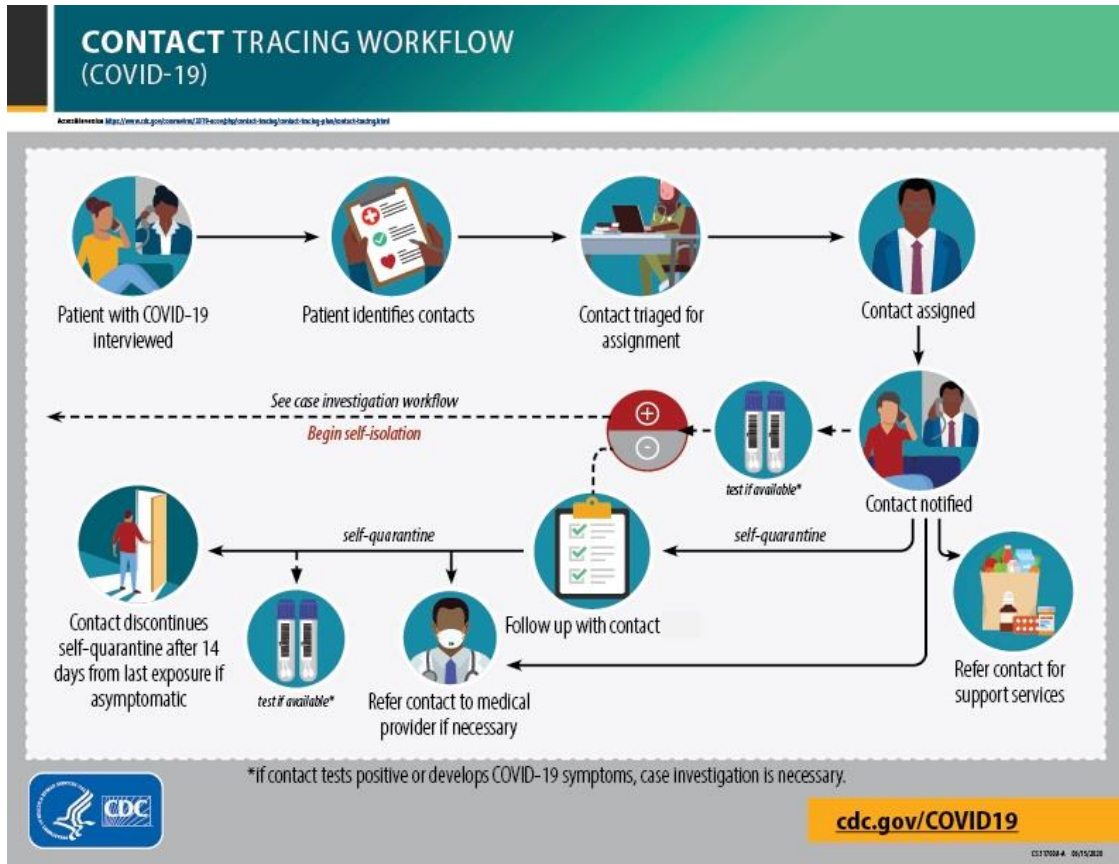 CONTACT TRACING WORKFLOW
(COVID-19)
Patient with COVID-19
interviewed
Patient identifies contacts
Contact triaged for
assignment
Contact assigned
See case investigation workflow
Begin self-isolation
+
-
test if available*
Contact notified
self-quarantine
self-quarantine
Contact discontinues
self-quarantine after 14
days from last exposure if
asymptomatic
test if available*
Refer contact to medical
provider if necessary
Follow up with contact
Refer contact for
support services
*if contact tests positive or develops COVID-19 symptoms, case investigation is necessary.
CDC
cdc.gov/COVID19